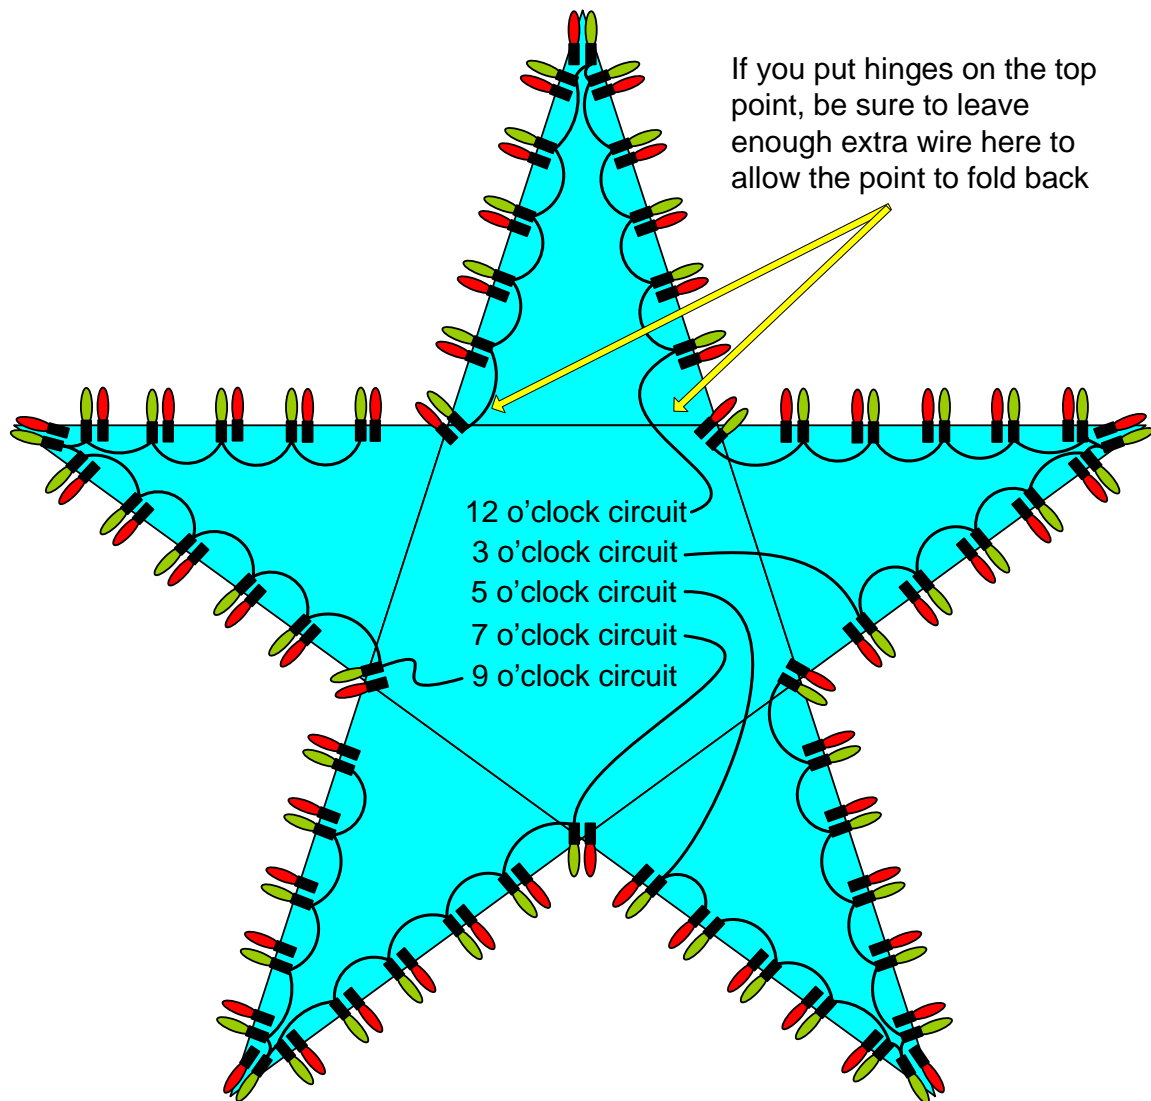 If you put hinges on the top
point, be sure to leave
enough extra wire here to
allow the point to fold back
12 o’clock circuit
3 o’clock circuit
5 o’clock circuit
7 o’clock circuit
9 o’clock circuit